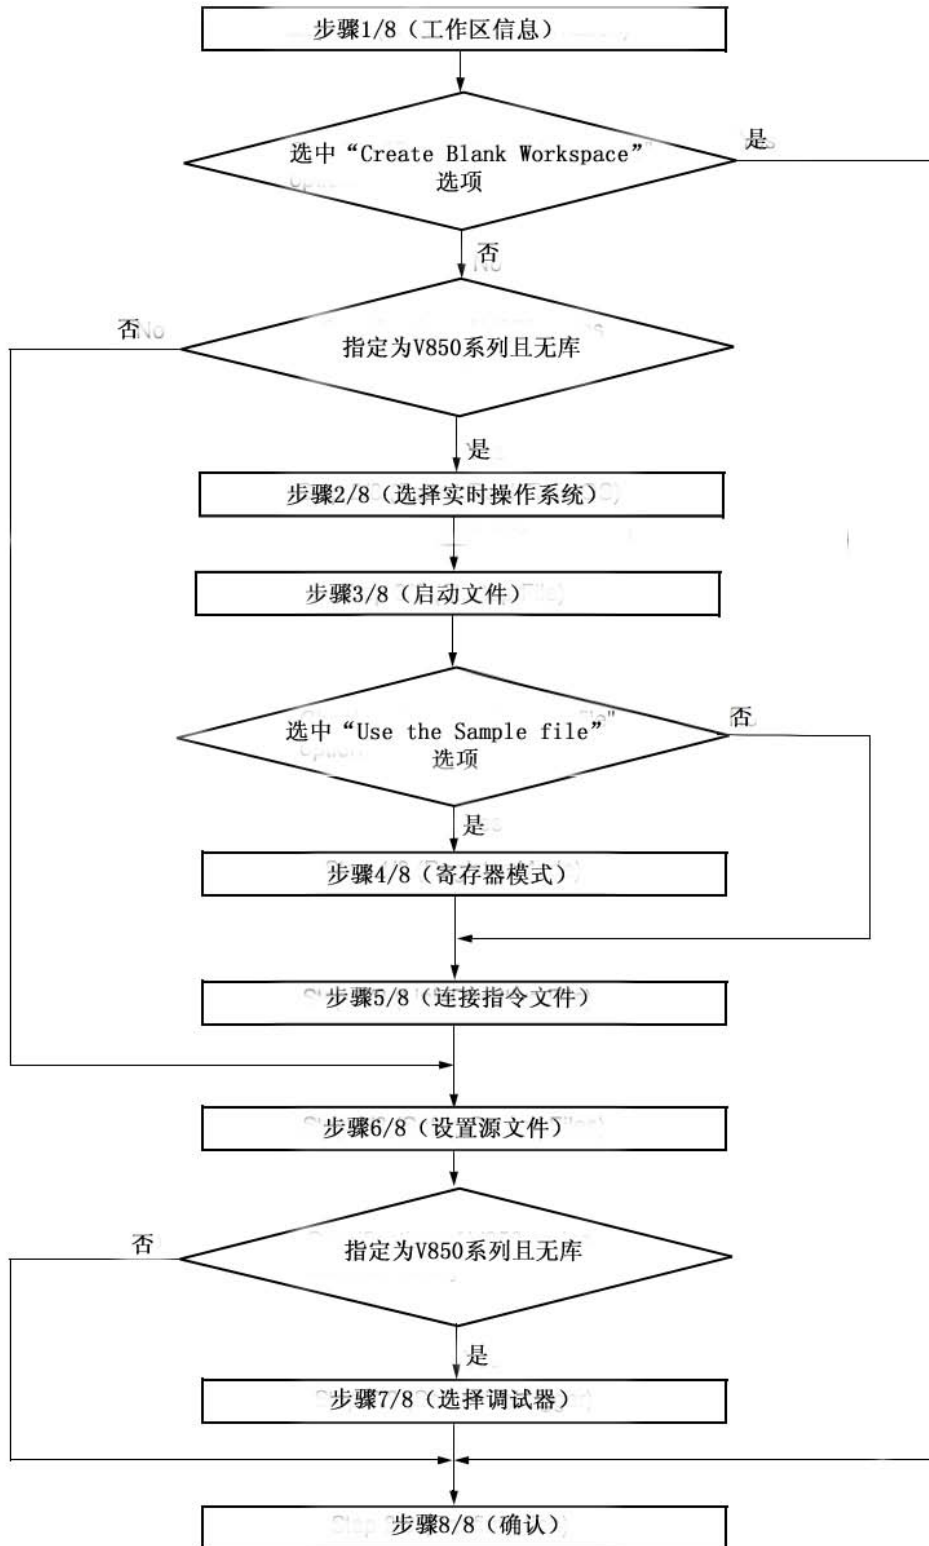 步骤1/8（工作区信息）
是
选中“Create Blank Workspace”
选项
否
否
指定为V850系列且无库
是
步骤2/8（选择实时操作系统）
步骤3/8（启动文件）
否
选中“Use the Sample file”
选项
是
步骤4/8（寄存器模式）
步骤5/8（连接指令文件）
步骤6/8（设置源文件）
否
指定为V850系列且无库
是
步骤7/8（选择调试器）
步骤8/8（确认）